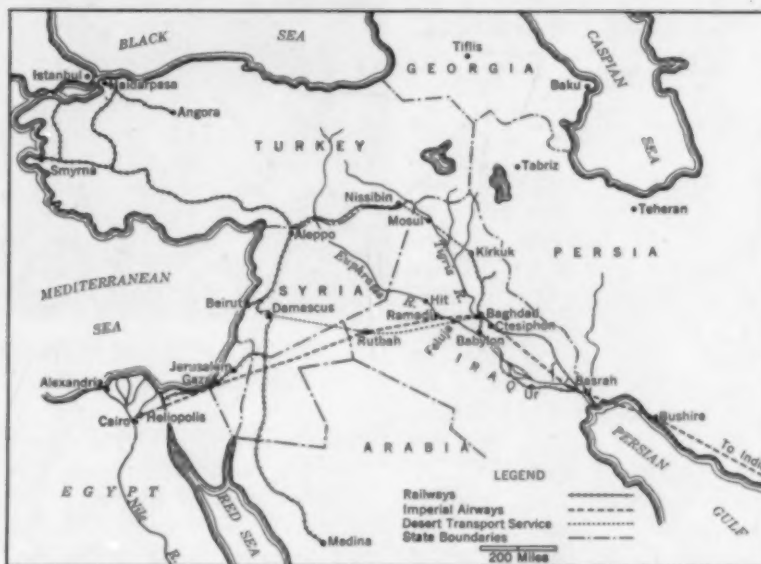 BLACK SEA
Tiflis
GEORGIA
CASPIAN
SEA
Istanbul
Haidarpasa
Baku
Angora
TURKEY
Tabriz
Smyrna
Nissibin
Mosul
Teheran
Aleppo
Kirkuk
PERSIA
Euphrates R.
Tigris R.
MEDITERRANEAN
SEA
SYRIA
Hit
Beirut
Damascus
Ramadi
Baghdad
Ctesiphon
Rutbah
Feluja
Babylon
IRAQ
Jerusalem
Gaza
Alexandria
Ur
Basrah
Heliopolis
Cairo
Bushire
ARABIA
PERSIAN
GULF
To India
EGYPT
Nile
R.
RED SEA
Medina
LEGEND
Railways
Imperial Airways
Desert Transport Service
State Boundaries
200 Miles